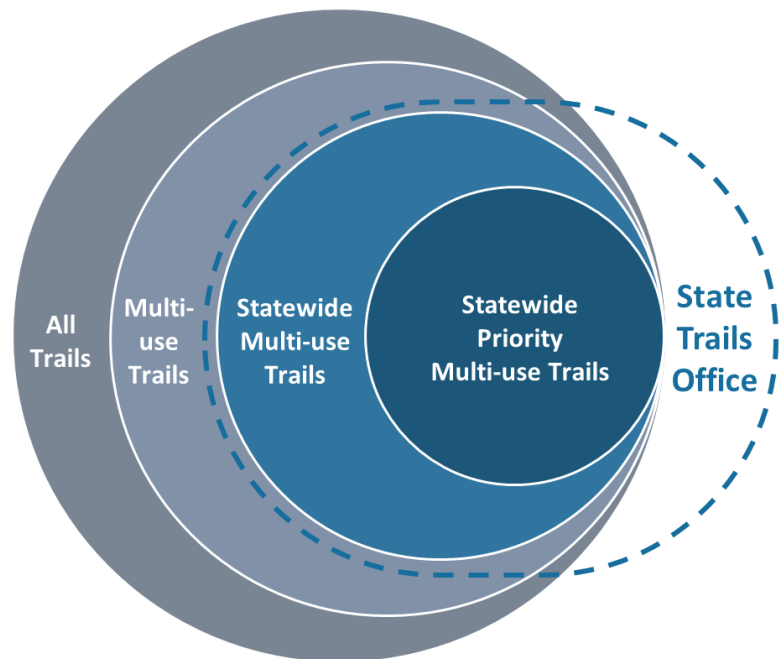 All
Trails
Multi-
use
Trails
Statewide
Multi-use
Trails
Statewide
Priority
Multi-use Trails
State
Trails
Office